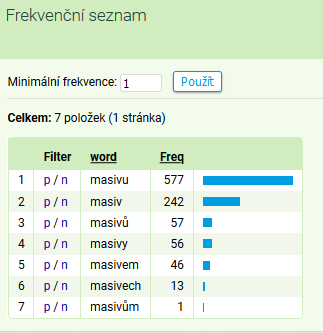 Frekvenční seznam
Minimální frekvence: 1 Použít
Celkem: 7 položek (1 stránka)
Filter word Freq
1 p / n masivu 577
2 p / n masiv 242
3 p / n masivů 57
4 p / n masivy 56
5 p / n masivem 46
6 p / n masivech 13
7 p / n masivům 1